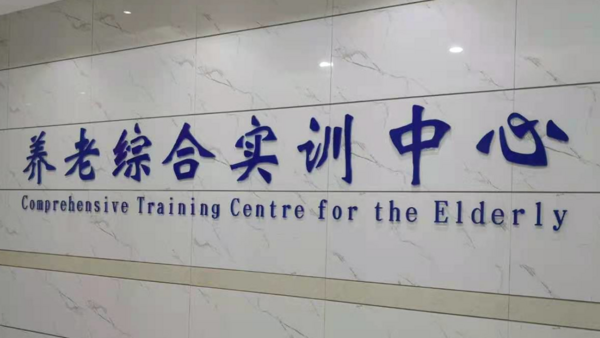 养老综合实训中心
Comprehensive Training Centre for the Elderly